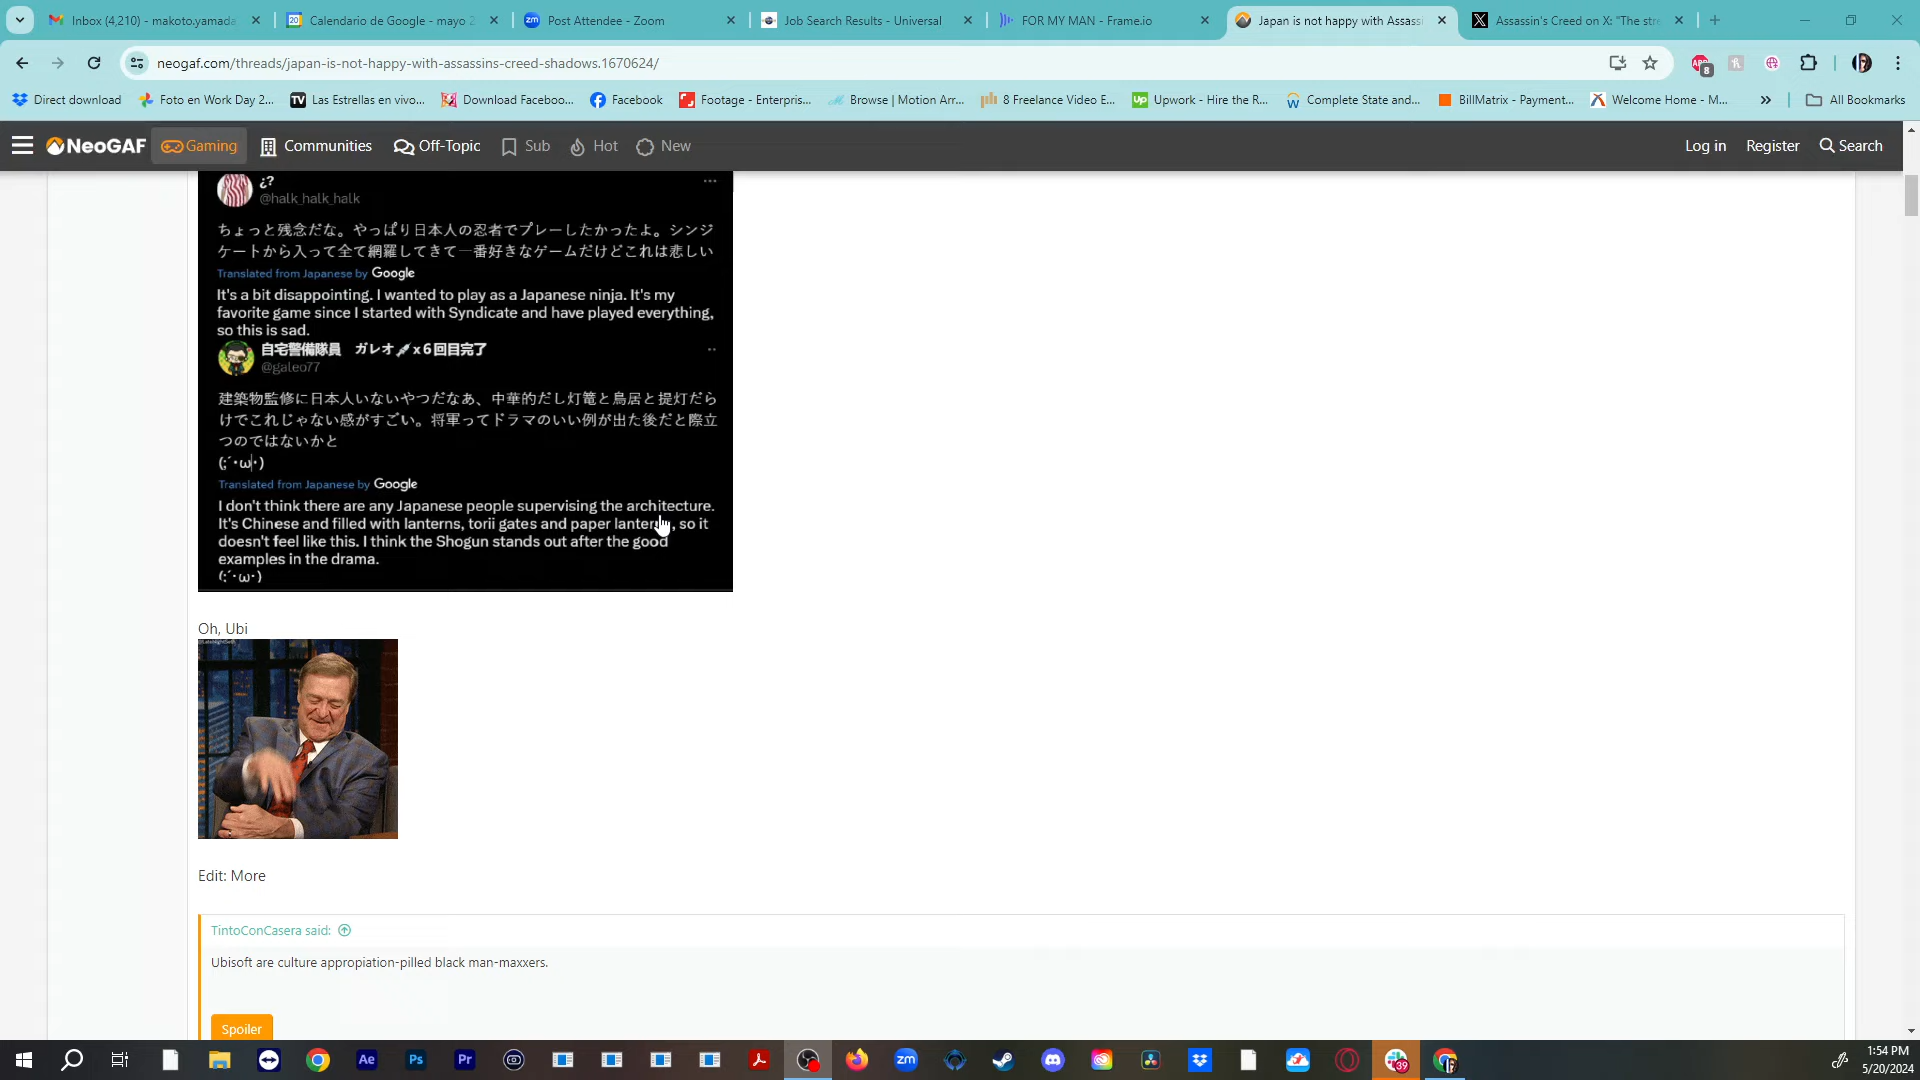 Inbox (4,210) - makoto.yamada
Calendario de Google - mayo 2
Post Attendee - Zoom
Job Search Results - Universal
FOR MY MAN - Frame.io
Japan is not happy with Assassi
Assassin's Creed on X: "The stre
neogaf.com/threads/japan-is-not-happy-with-assassins-creed-shadows.1670624/
8
Direct download
Foto en Work Day 2...
Las Estrellas en vivo...
Download Faceboo...
Facebook
Footage - Enterpris...
Browse | Motion Arr...
8 Freelance Video E...
Upwork - Hire the R...
Complete State and...
BillMatrix - Payment...
Welcome Home - M...
All Bookmarks
NeoGAF
Gaming
Communities
Off-Topic
Sub
Hot
New
Log in
Register
Search
¿?
@halk_halk_halk
ちょっと残念だな。やっぱり日本人の忍者でプレーしたかったよ。シンジ
ケートから入って全て網羅してきて一番好きなゲームだけどこれは悲しい
Translated from Japanese by Google
It's a bit disappointing. I wanted to play as a Japanese ninja. It's my
favorite game since I started with Syndicate and have played everything,
so this is sad.
自宅警備隊員 ガレオ💉x６回目完了
@galeo77
建築物監修に日本人いないやつだなあ、中華的だし灯篭と鳥居と提灯だら
けでこれじゃない感がすごい。将軍ってドラマのいい例が出た後だと際立
つのではないかと
(;´･ω･)
Translated from Japanese by Google
I don't think there are any Japanese people supervising the architecture.
It's Chinese and filled with lanterns, torii gates and paper lanterns, so it
doesn't feel like this. I think the Shogun stands out after the good
examples in the drama.
(;´･ω･)
Oh, Ubi
Edit: More
TintoConCasera said:
Ubisoft are culture appropiation-pilled black man-maxxers.
Spoiler
Ae
Ps
Pr
zm
39
1:54 PM
5/20/2024